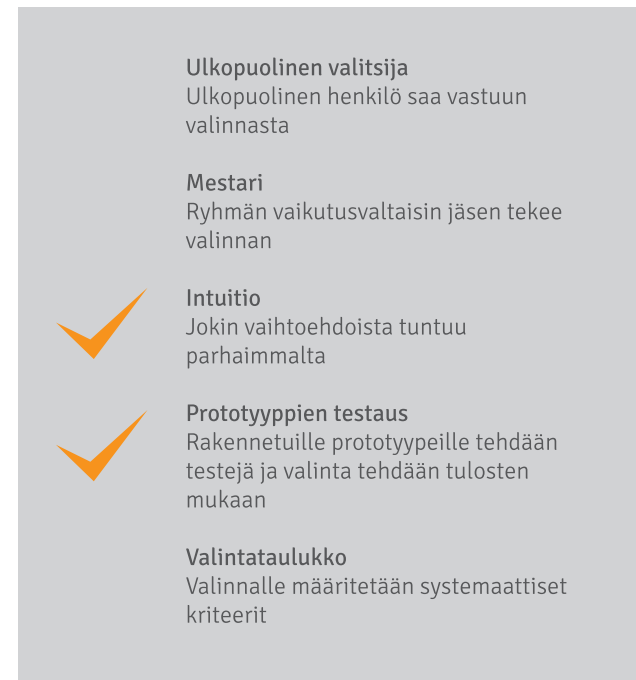 Ulkopuolinen valitsija
Ulkopuolinen henkilö saa vastuun
valinnasta
Mestari
Ryhmän vaikutusvaltaisin jäsen tekee
valinnan
Intuitio
Jokin vaihtoehdoista tuntuu
parhaimmalta
Prototyyppien testaus
Rakennetuille prototyypeille tehdään
testejä ja valinta tehdään tulosten
mukaan
Valintataulukko
Valinnalle määritetään systemaattiset
kriteerit